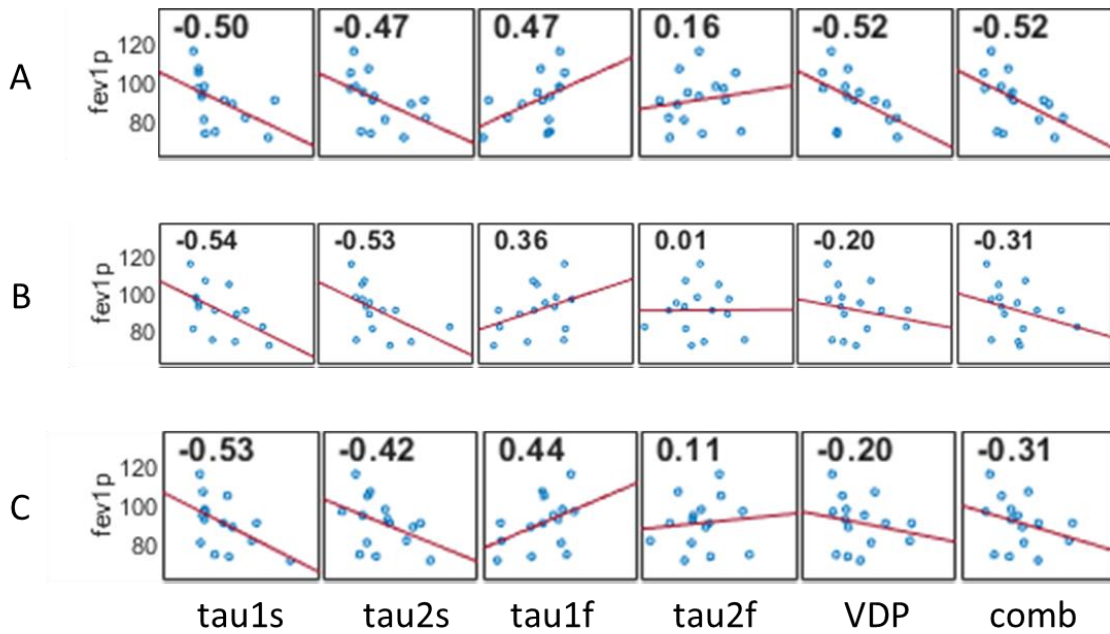 -0.50 -0.47 0.47 0.16 -0.52 -0.52
A
fev1p
120
100
80
-0.54 -0.53 0.36 0.01 -0.20 -0.31
B
fev1p
120
100
80
-0.53 -0.42 0.44 0.11 -0.20 -0.31
C
fev1p
120
100
80
tau1s tau2s tau1f tau2f VDP comb